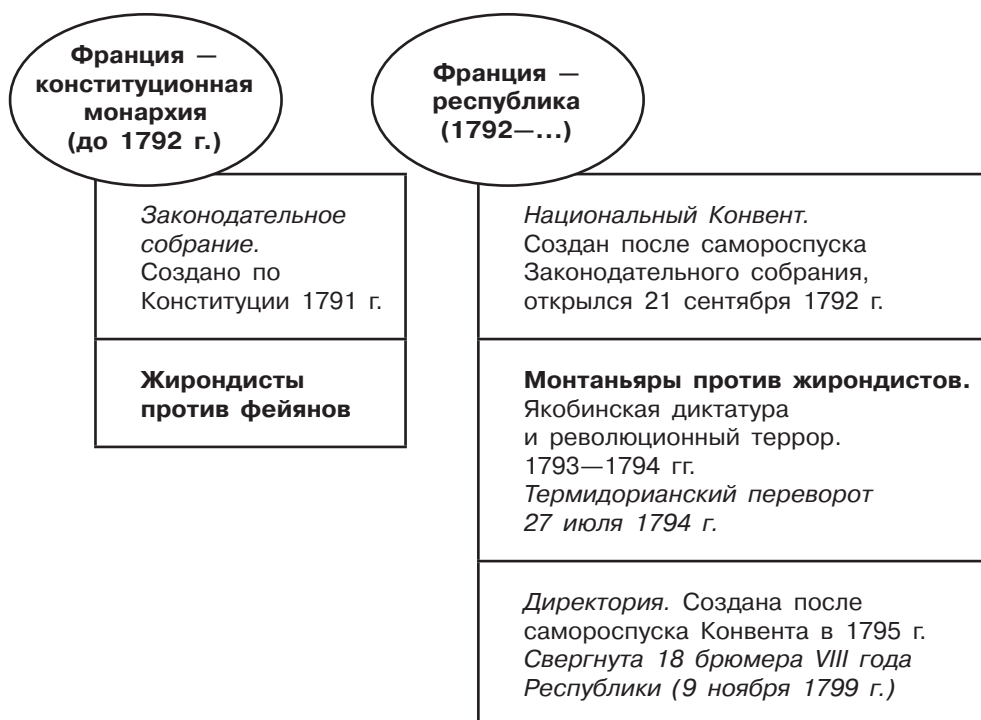 Франция —
конституционная
монархия
(до 1792 г.)
Законодательное
собрание.
Создано по
Конституции 1791 г.
Жирондисты
против фейянов
Франция —
республика
(1792—...)
Национальный Конвент.
Создан после самороспуска
Законодательного собрания,
открылся 21 сентября 1792 г.
Монтаньяры против жирондистов.
Якобинская диктатура
и революционный террор.
1793—1794 гг.
Термидорианский переворот
27 июля 1794 г.
Директория. Создана после
самороспуска Конвента в 1795 г.
Свергнута 18 брюмера VIII года
Республики (9 ноября 1799 г.)